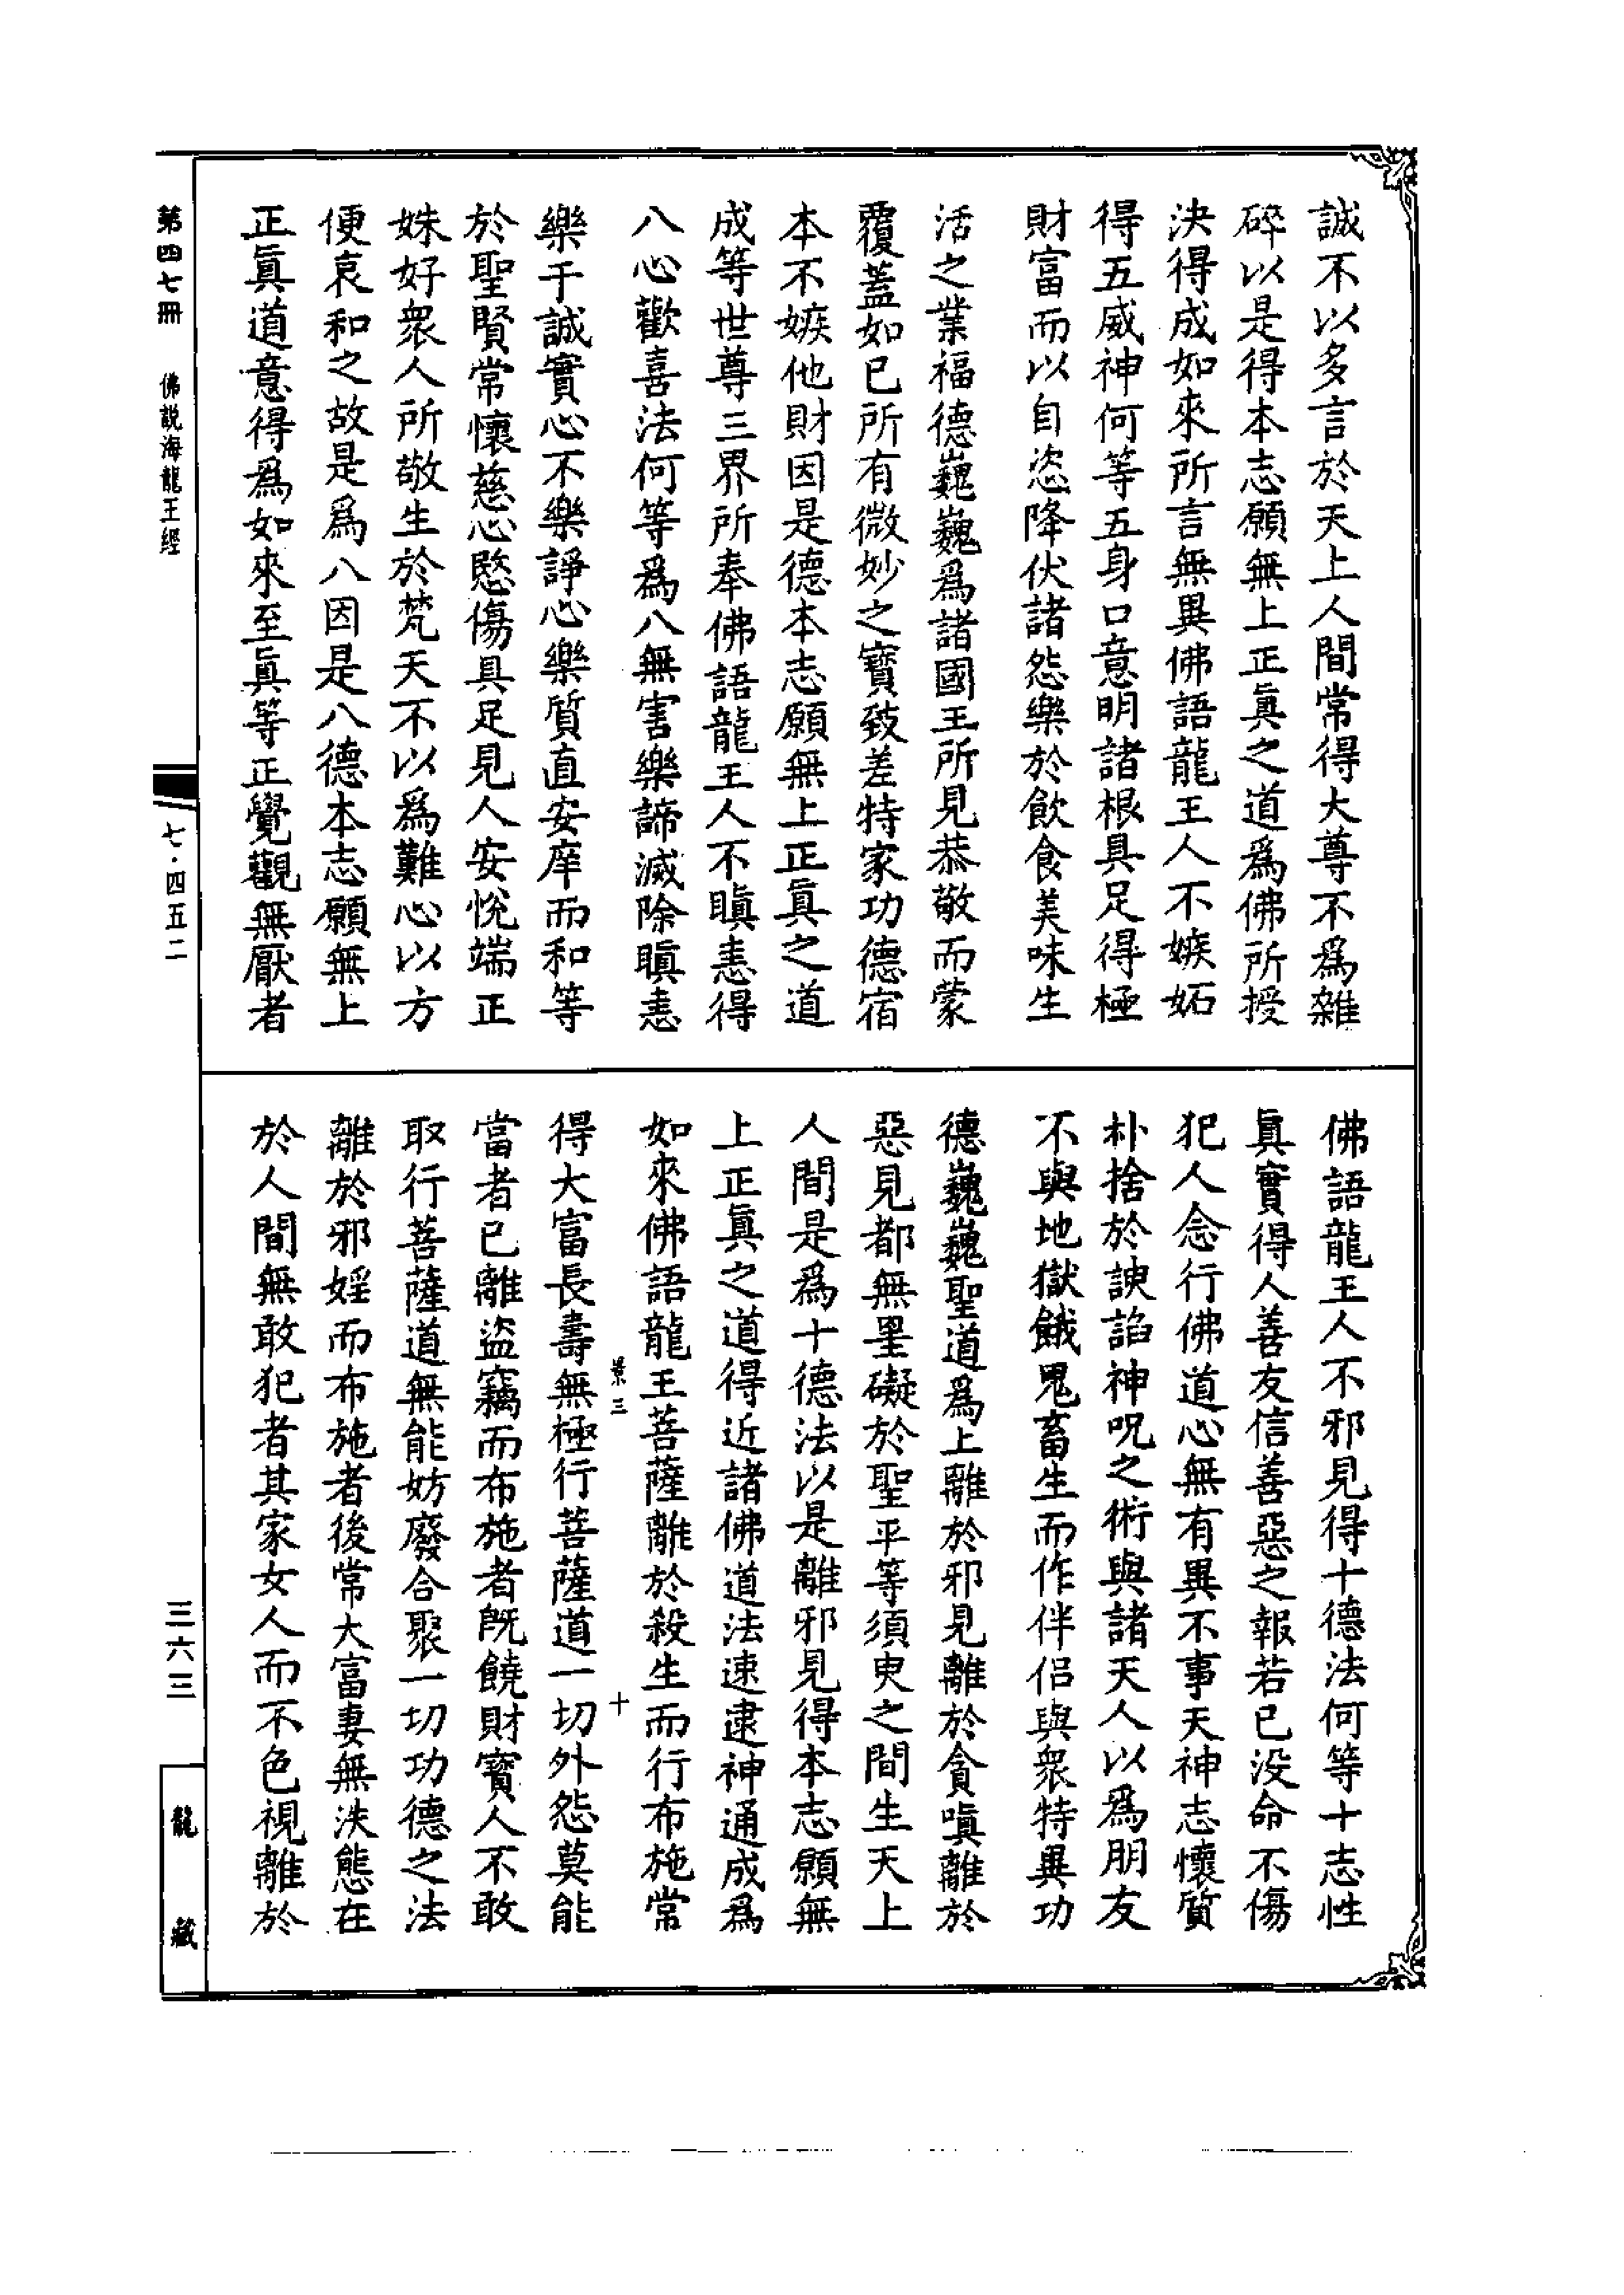 誠不以多言於天上人間常得大尊不爲雜
碎以是得本志願無上正眞之道爲佛所授
決得成如來所言無異佛語龍王人不嫉妬
得五威神何等五身口意明諸根具足得極
財富而以自恣降伏諸怨樂於飲食美味生
活之業福德巍巍爲諸國王所見恭敬而蒙
覆蓋如已所有微妙之寶致差特家功德宿
本不嫉他財因是德本志願無上正眞之道
成等世尊三界所奉佛語龍王人不瞋恚得
八心歡喜法何等爲八無害樂諦滅除瞋恚
樂于誠實心不樂諍心樂質直安庠而和等
於聖賢常懷慈心愍傷具足見人安悅端正
姝好衆人所敬生於梵天不以爲難心以方
便哀和之故是爲八因是八德本志願無上
正眞道意得爲如來至眞等正覺觀無厭者
佛語龍王人不邪見得十德法何等十志性
眞實得人善友信善惡之報若已没命不傷
犯人念行佛道心無有異不事天神志懷質
朴捨於諛諂神呪之術與諸天人以爲朋友
不與地獄餓鬼畜生而作伴侣與衆特異功
德巍巍聖道爲上離於邪見離於貪嗔離於
惡見都無罣礙於聖平等須臾之間生天上
人間是爲十德法以是離邪見得本志願無
上正眞之道得近諸佛道法逮逮神通成爲
如來佛語龍王菩薩離於殺生而行布施常
景三
十
得大富長壽無極行菩薩道一切外怨莫能
當者已離盜竊而布施者既饒財寳人不敢
取行菩薩道無能妨廢合聚一切功德之法
離於邪婬而布施者後常大富妻無泆態在
於人間無敢犯者其家女人而不色視離於
第四七冊
佛說海龍王經
七·四五二
三六三
龍藏